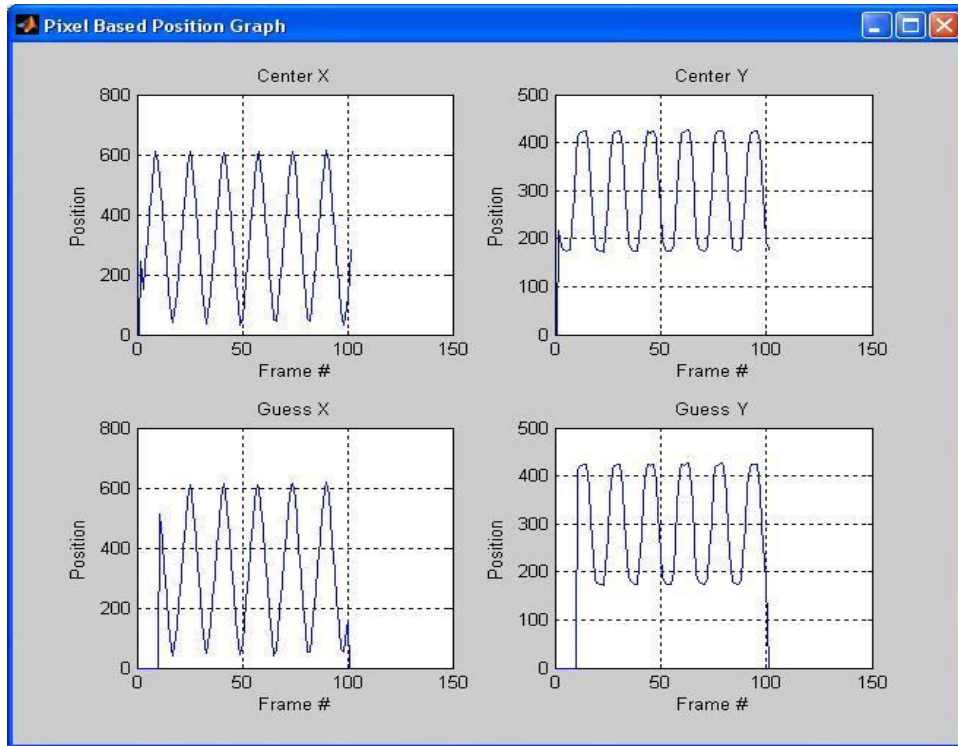 Pixel Based Position Graph
Center X
800
600
400
200
0
Position
0 50 100 150
Frame #
Center Y
500
400
300
200
100
0
Position
0 50 100 150
Frame #
Guess X
800
600
400
200
0
Position
0 50 100 150
Frame #
Guess Y
500
400
300
200
100
0
Position
0 50 100 150
Frame #